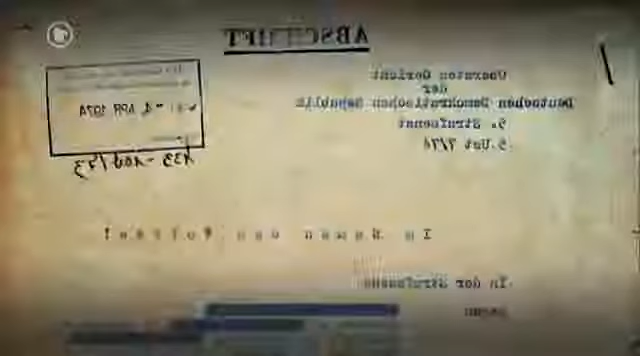 ABSCHRIFT
Oberstes Gericht
der
Deutschen Demokratischen Republik
5. Strafsenat
5 Ust 7/74
4. APR 1974
Im Namen des Volkes!
In der Strafsache
gegen